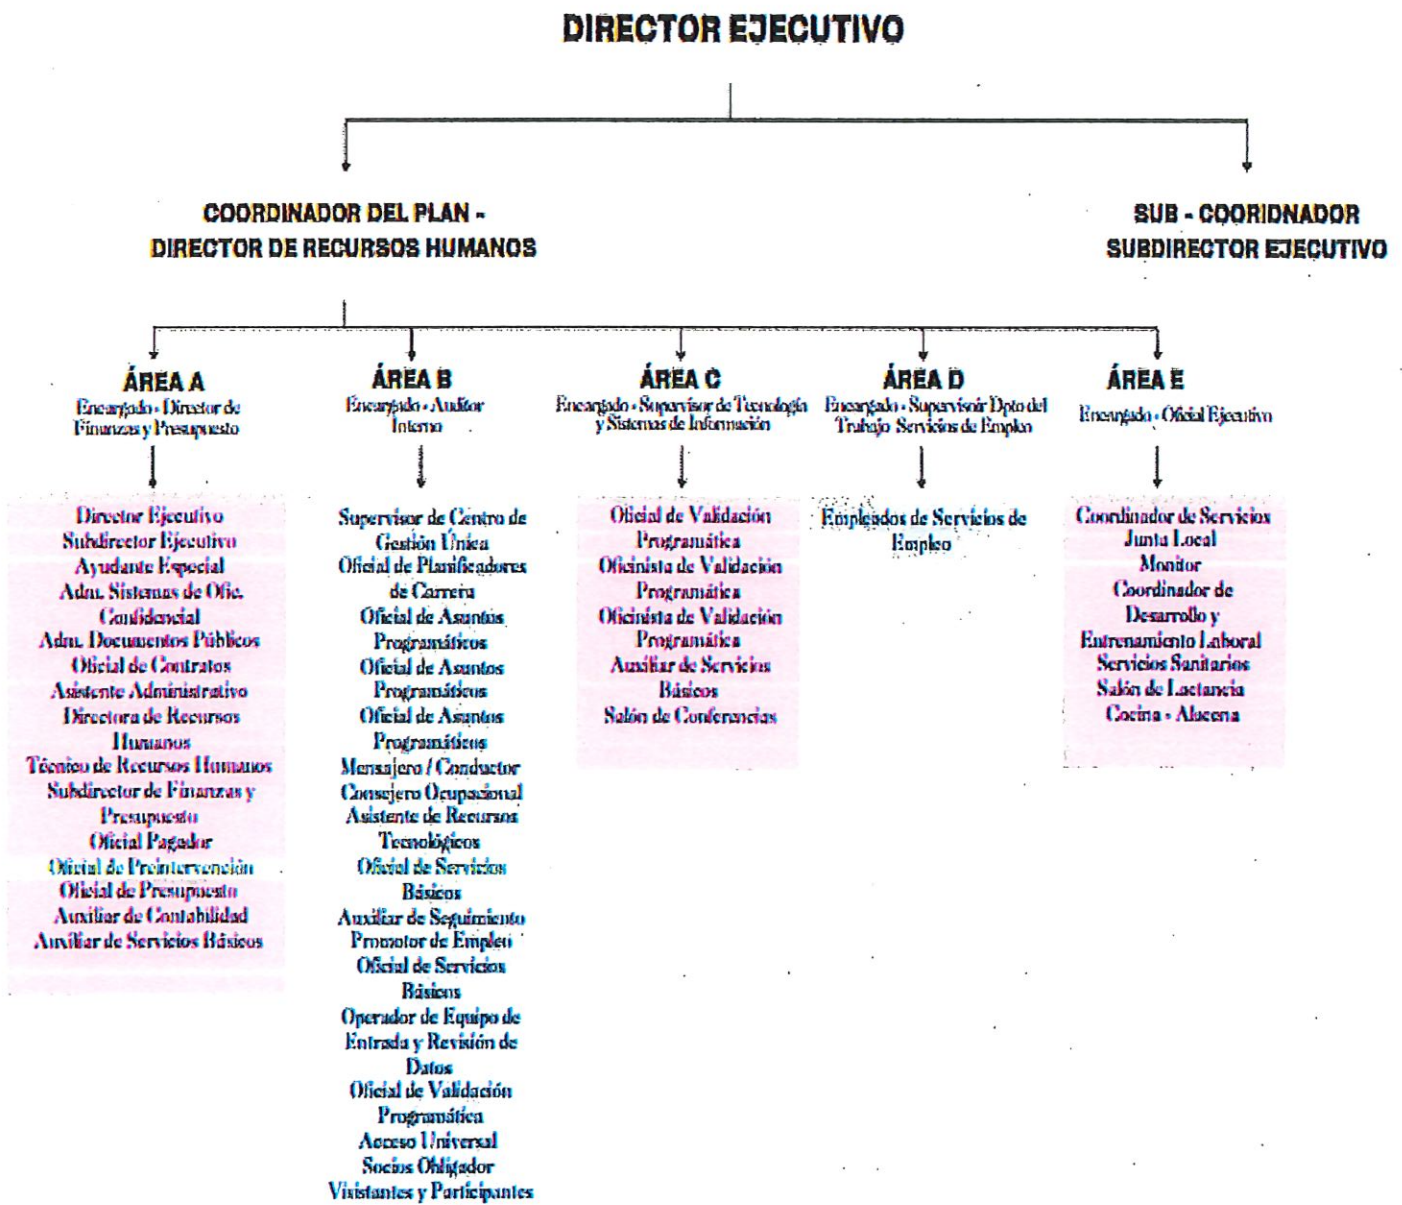 DIRECTOR EJECUTIVO
COORDINADOR DEL PLAN -
DIRECTOR DE RECURSOS HUMANOS
SUB - COORIDNADOR
SUBDIRECTOR EJECUTIVO
ÁREA A
Encargado - Director de
Finanzas y Presupuesto
ÁREA B
Encargado - Auditor
Interno
ÁREA C
Encargado - Supervisor de Tecnología
y Sistemas de Información
ÁREA D
Encargado - Supervisoir Dpto del
Trabajo Servicios de Empleo
ÁREA E
Encargado - Oficial Ejecutivo
Director Ejecutivo
Subdirector Ejecutivo
Ayudante Especial
Adm. Sistemas de Ofic.
Confidencial
Adm. Documentos Públicos
Oficial de Contratos
Asistente Administrativo
Directora de Recursos
Humanos
Técnico de Recursos Humanos
Subdirector de Finanzas y
Presupuesto
Oficial Pagador
Oficial de Preintervención
Oficial de Presupuesto
Auxiliar de Contabilidad
Auxiliar de Servicios Básicos
Supervisor de Centro de
Gestión Única
Oficial de Planificadores
de Carrera
Oficial de Asuntos
Programáticos
Oficial de Asuntos
Programáticos
Oficial de Asuntos
Programáticos
Mensajero / Conductor
Consejero Ocupacional
Asistente de Recursos
Tecnológicos
Oficial de Servicios
Básicos
Auxiliar de Seguimiento
Promotor de Empleo
Oficial de Servicios
Básicos
Operador de Equipo de
Entrada y Revisión de
Datos
Oficial de Validación
Programática
Acceso Universal
Socios Obligador
Visistantes y Participantes
Oficial de Validación
Programática
Oficinista de Validación
Programática
Oficinista de Validación
Programática
Auxiliar de Servicios
Básicos
Salón de Conferencias
Empleados de Servicios de
Empleo
Coordinador de Servicios
Junta Local
Monitor
Coordinador de
Desarrollo y
Entrenamiento Laboral
Servicios Sanitarios
Salón de Lactancia
Cocina - Alacena